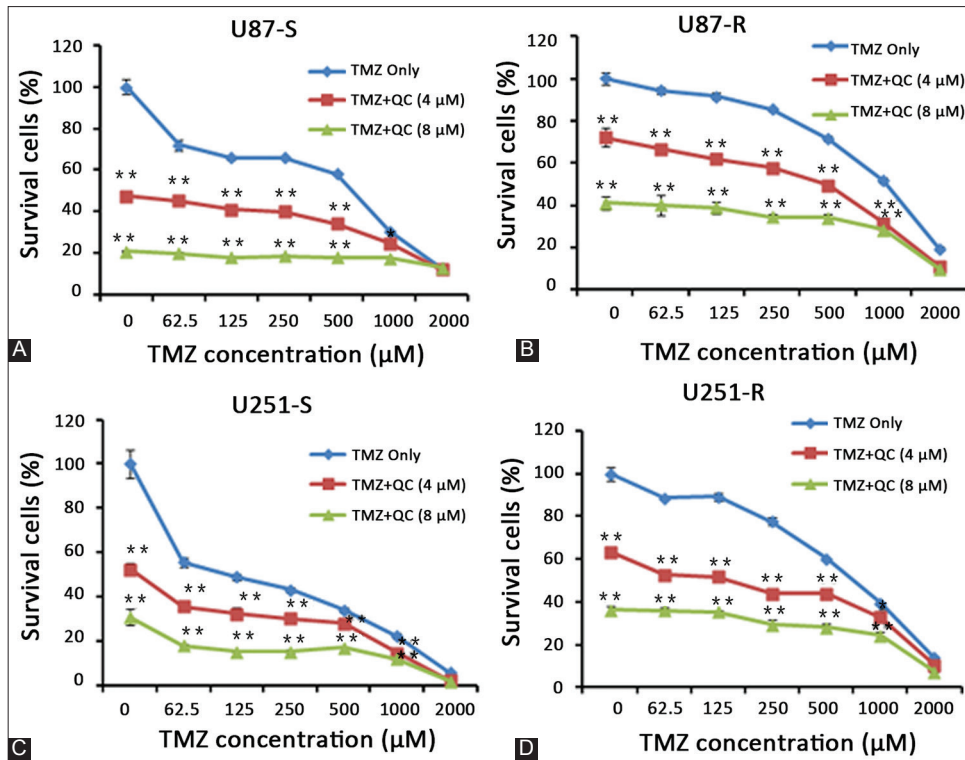 U87-S
120
100
80
60
40
20
0
Survival cells (%)
TMZ Only
TMZ+QC (4 µM)
TMZ+QC (8 µM)
** ** ** ** ** *
** ** ** ** **
0 62.5 125 250 500 1000 2000
TMZ concentration (µM)
A
U87-R
120
100
80
60
40
20
0
Survival cells (%)
TMZ Only
TMZ+QC (4 µM)
TMZ+QC (8 µM)
** ** ** ** ** **
** ** ** ** ** **
0 62.5 125 250 500 1000 2000
TMZ concentration (µM)
B
U251-S
120
100
80
60
40
20
0
Survival cells (%)
TMZ Only
TMZ+QC (4 µM)
TMZ+QC (8 µM)
** ** ** ** ** **
** ** ** ** ** **
0 62.5 125 250 500 1000 2000
TMZ concentration (µM)
C
U251-R
120
100
80
60
40
20
0
Survival cells (%)
TMZ Only
TMZ+QC (4 µM)
TMZ+QC (8 µM)
** ** ** ** ** *
** ** ** ** ** **
0 62.5 125 250 500 1000 2000
TMZ concentration (µM)
D